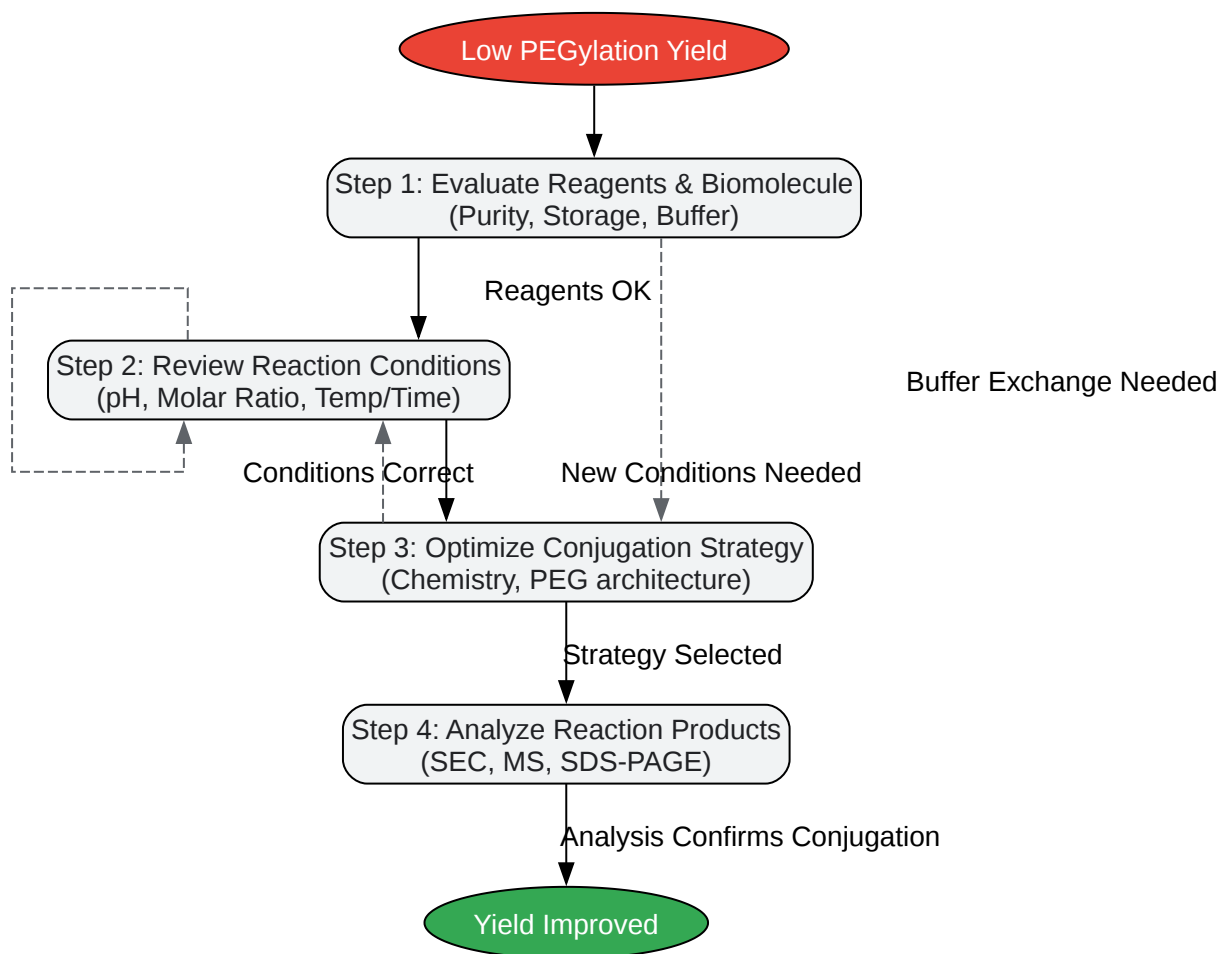 Low PEGylation Yield
Step 1: Evaluate Reagents & Biomolecule
(Purity, Storage, Buffer)
Reagents OK
Step 2: Review Reaction Conditions
(pH, Molar Ratio, Temp/Time)
Buffer Exchange Needed
Conditions Correct
New Conditions Needed
Step 3: Optimize Conjugation Strategy
(Chemistry, PEG architecture)
Strategy Selected
Step 4: Analyze Reaction Products
(SEC, MS, SDS-PAGE)
Analysis Confirms Conjugation
Yield Improved